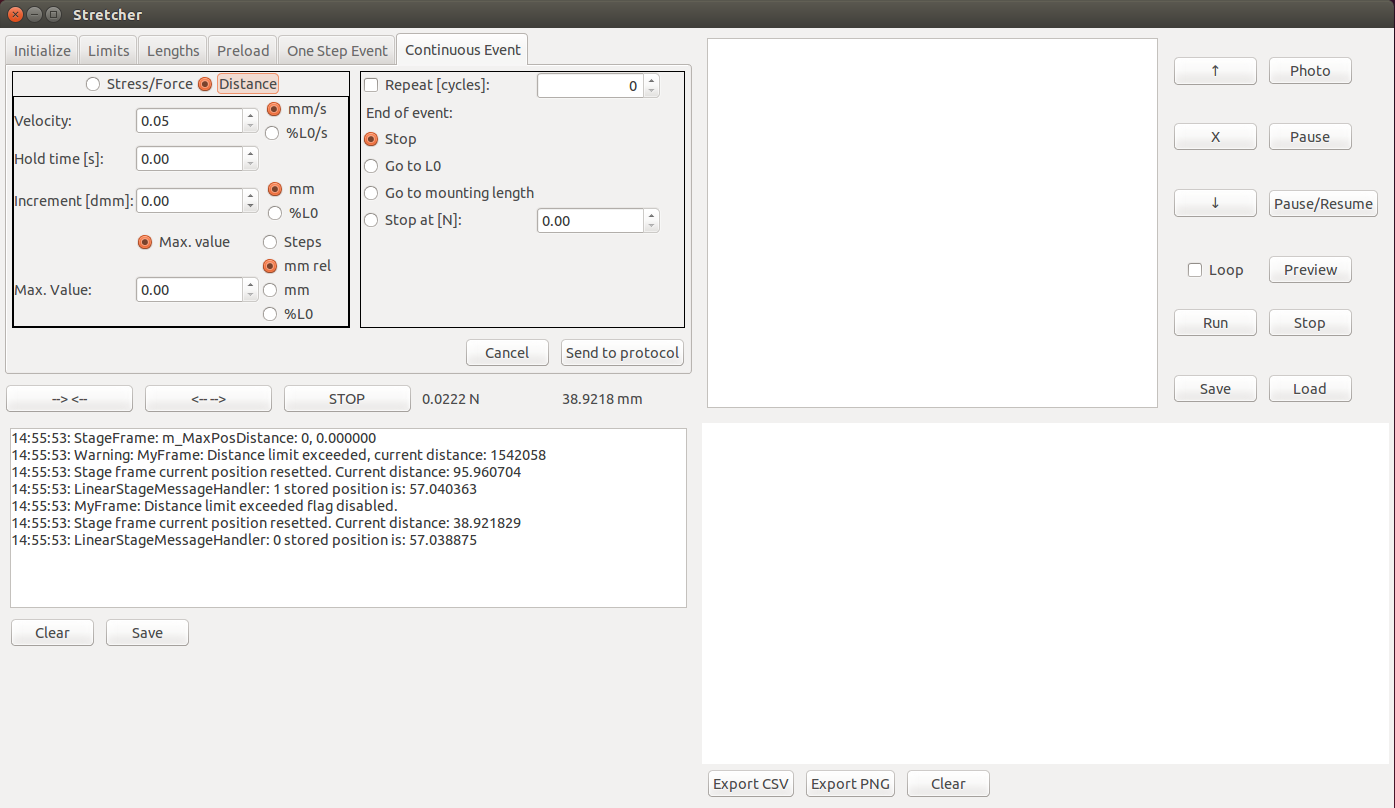 Stretcher
Initialize Limits Lengths Preload One Step Event Continuous Event
Stress/Force Distance
Velocity: 0.05 mm/s
%L0/s
Hold time [s]: 0.00
Increment [dmm]: 0.00 mm
%L0
Max. value Steps
mm rel
Max. Value: 0.00 mm
%L0
Repeat [cycles]: 0
End of event:
Stop
Go to L0
Go to mounting length
Stop at [N]: 0.00
Cancel Send to protocol
--> <-- <-- --> STOP 0.0222 N 38.9218 mm
14:55:53: StageFrame: m_MaxPosDistance: 0, 0.000000
14:55:53: Warning: MyFrame: Distance limit exceeded, current distance: 1542058
14:55:53: Stage frame current position resetted. Current distance: 95.960704
14:55:53: LinearStageMessageHandler: 1 stored position is: 57.040363
14:55:53: MyFrame: Distance limit exceeded flag disabled.
14:55:53: Stage frame current position resetted. Current distance: 38.921829
14:55:53: LinearStageMessageHandler: 0 stored position is: 57.038875
Clear Save
↑ Photo
X Pause
↓ Pause/Resume
Loop Preview
Run Stop
Save Load
Export CSV Export PNG Clear